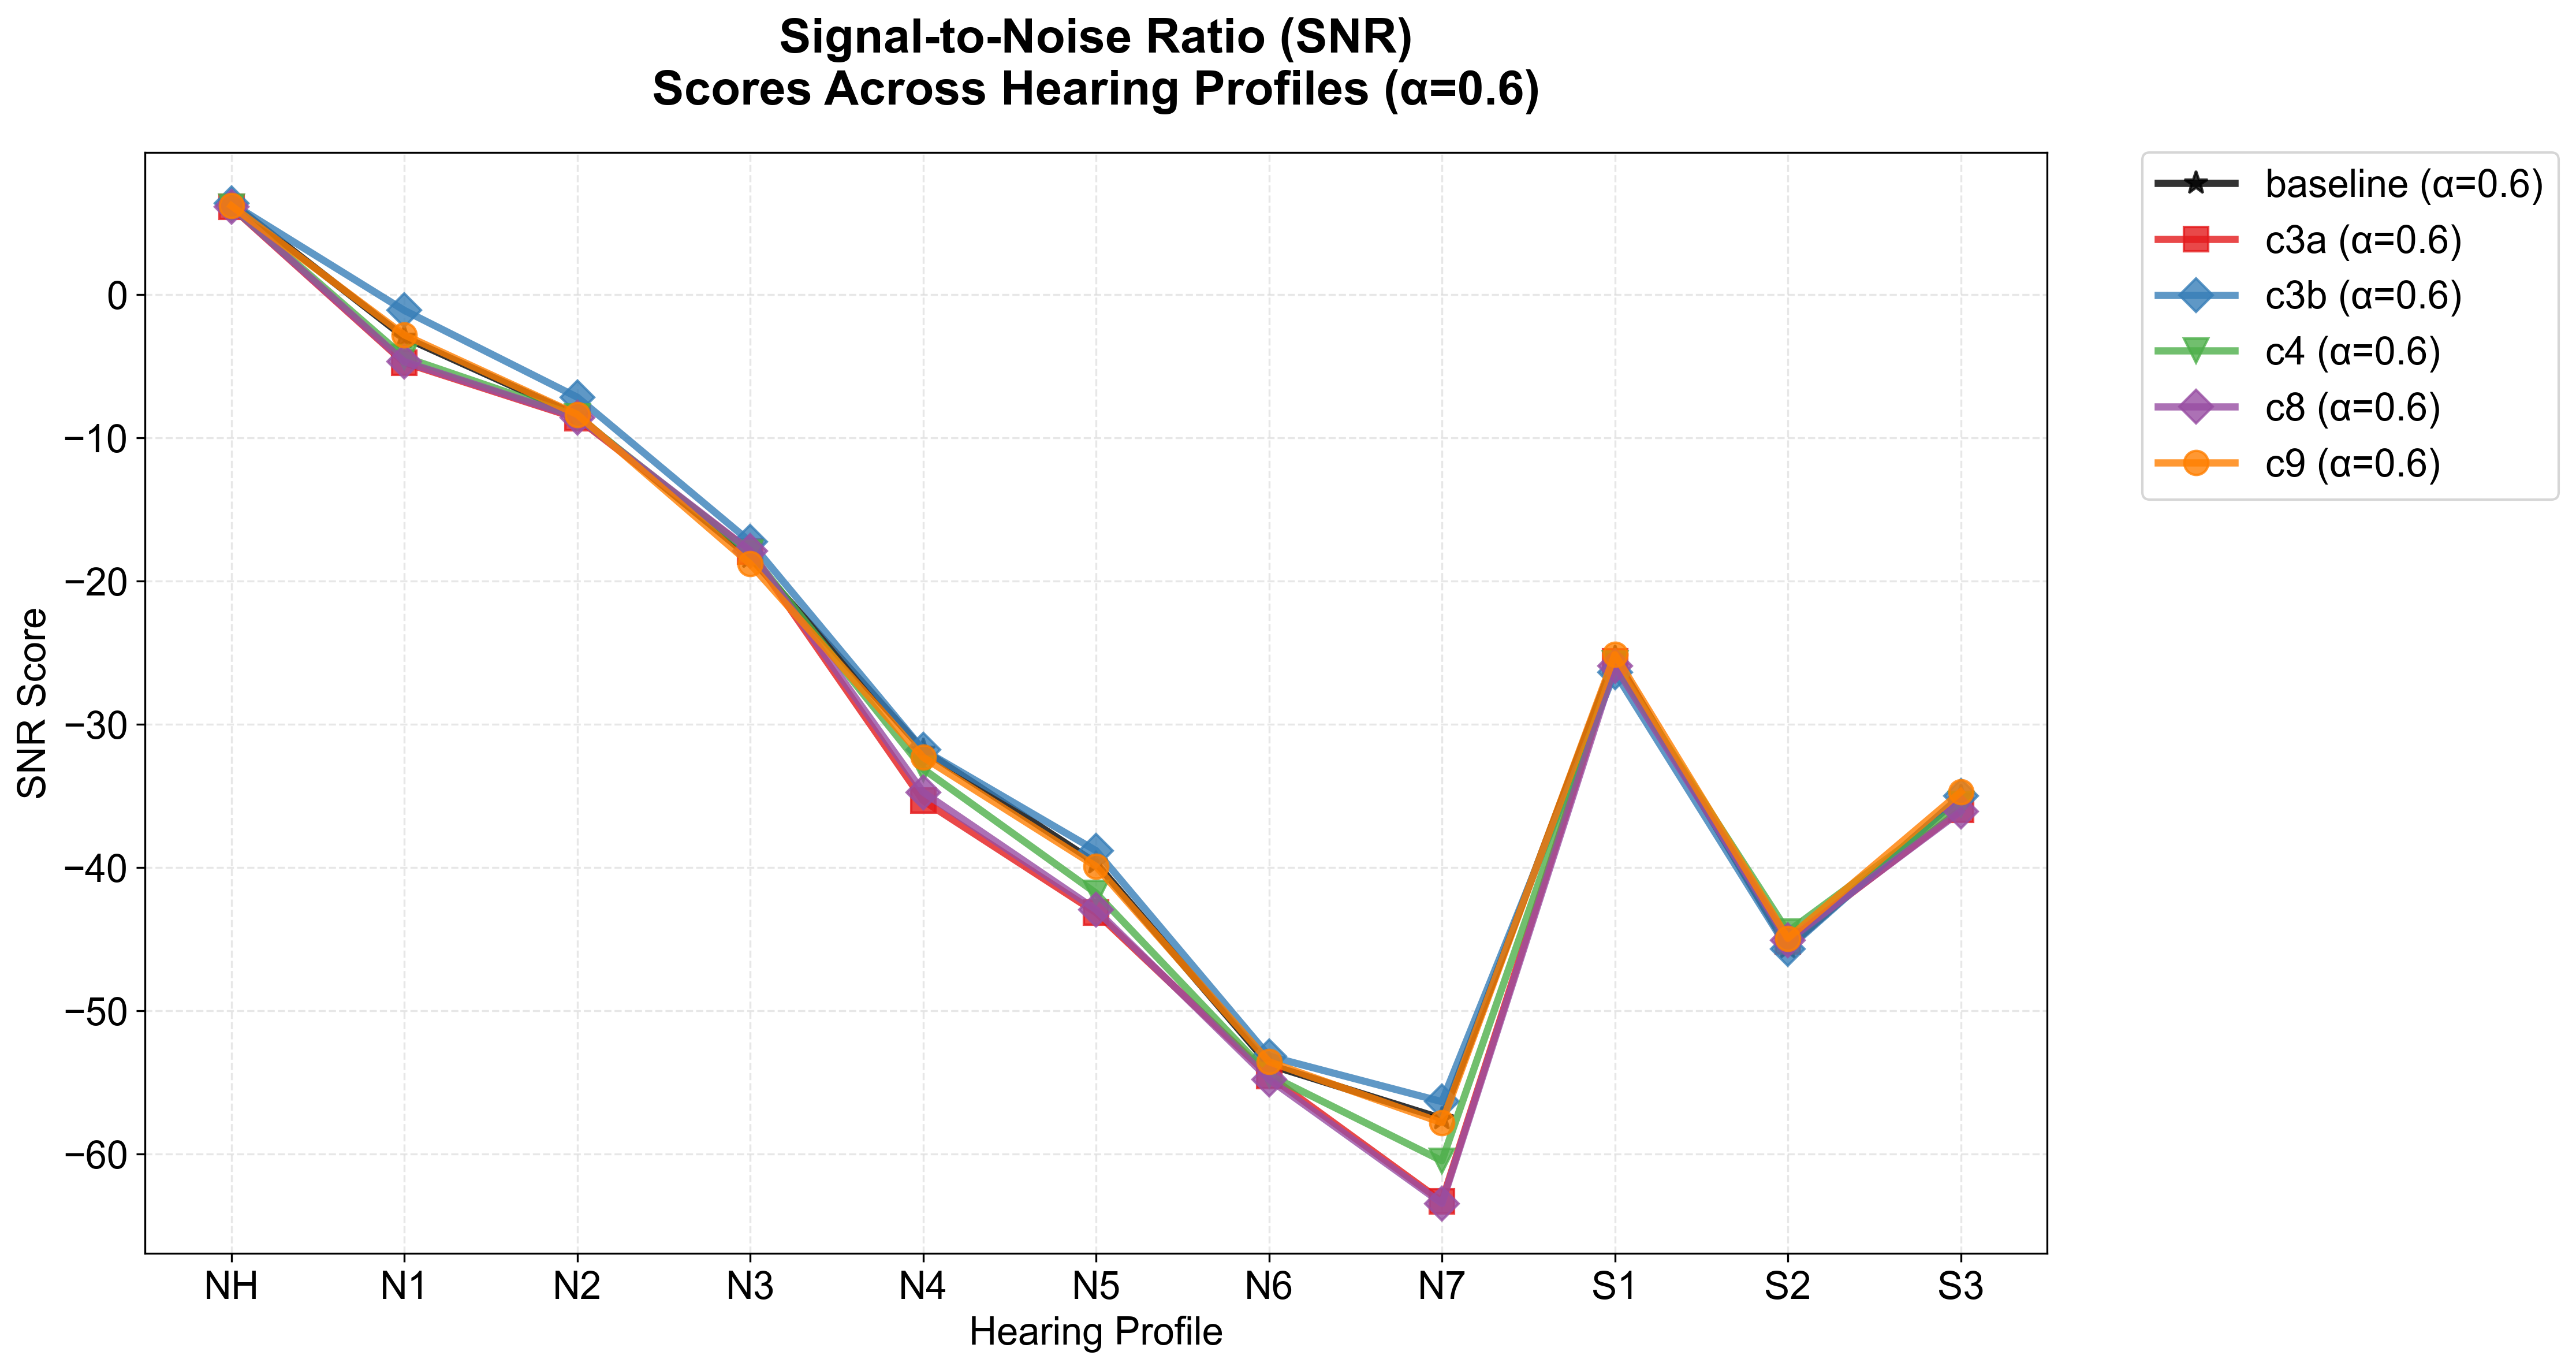 Signal-to-Noise Ratio (SNR)
Scores Across Hearing Profiles (α=0.6)
baseline (α=0.6)
c3a (α=0.6)
c3b (α=0.6)
c4 (α=0.6)
c8 (α=0.6)
c9 (α=0.6)
SNR Score
0
−10
−20
−30
−40
−50
−60
NH N1 N2 N3 N4 N5 N6 N7 S1 S2 S3
Hearing Profile